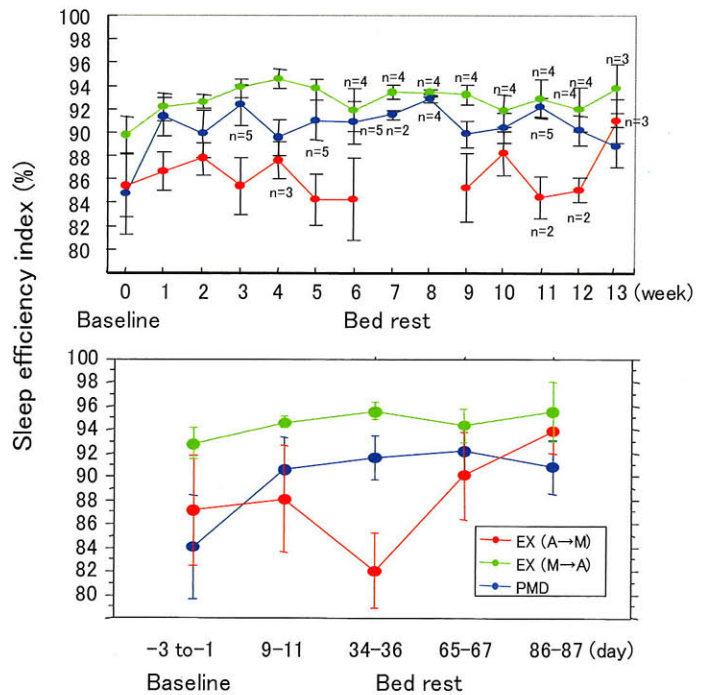 Sleep efficiency index (%)
100
98
96
94
92
90
88
86
84
82
80
n=5
n=3
n=5
n=4
n=5
n=4
n=2
n=4
n=4
n=4
n=4
n=4
n=5
n=2
n=4
n=2
n=3
n=3
0 1 2 3 4 5 6 7 8 9 10 11 12 13 (week)
Baseline Bed rest
100
98
96
94
92
90
88
86
84
82
80
EX (A→M)
EX (M→A)
PMD
−3 to−1 9−11 34−36 65−67 86−87 (day)
Baseline Bed rest